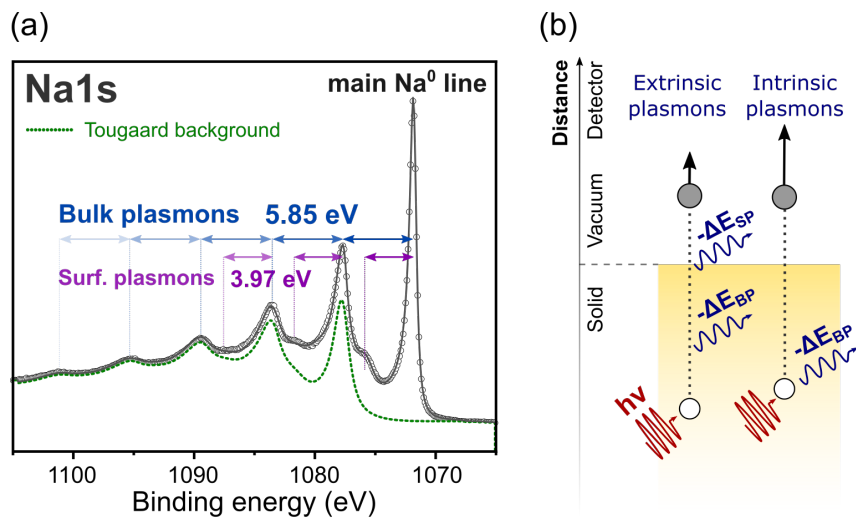 (a)
Na1s
main Na⁰ line
Tougaard background
Bulk plasmons 5.85 eV
Surf. plasmons 3.97 eV
1100 1090 1080 1070
Binding energy (eV)
(b)
Distance
Detector
Vacuum
Solid
Extrinsic
plasmons
Intrinsic
plasmons
-ΔE_SP
-ΔE_BP
-ΔE_BP
hν